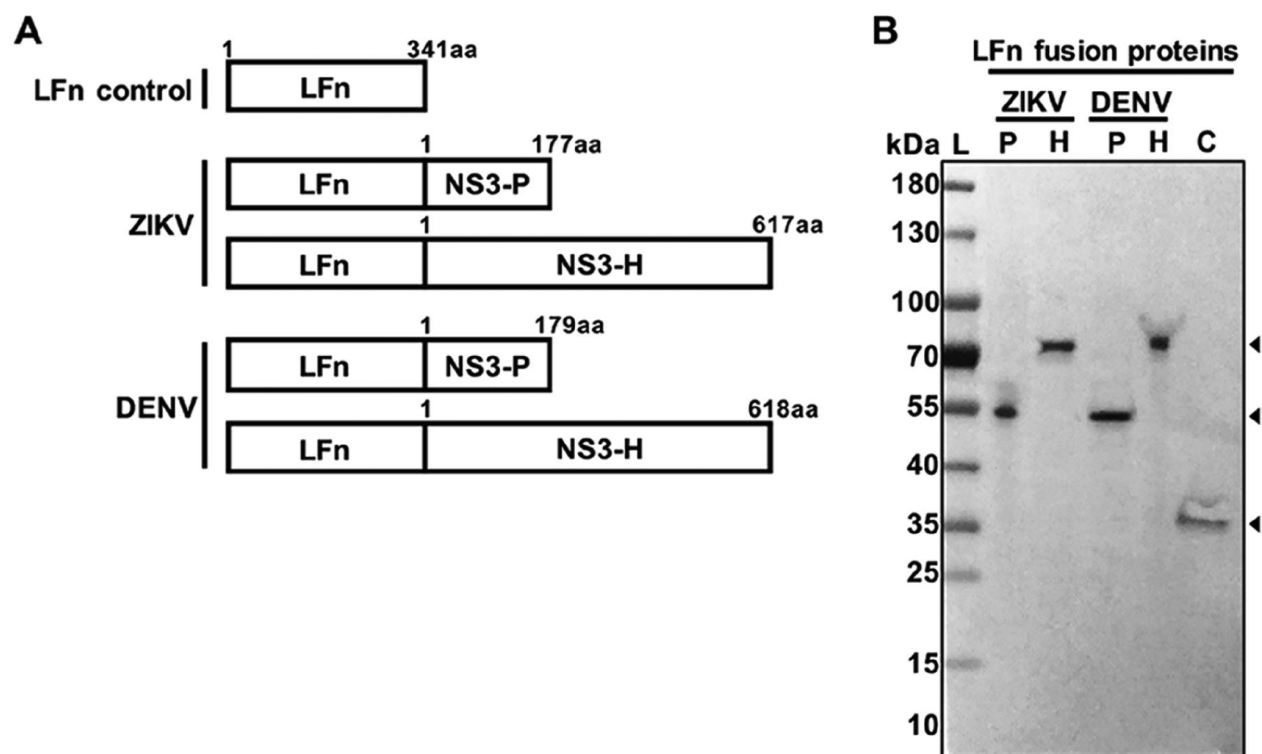 A
1 341aa
LFn control LFn
1 177aa
LFn NS3-P
ZIKV
1 617aa
LFn NS3-H
1 179aa
LFn NS3-P
DENV
1 618aa
LFn NS3-H
B
LFn fusion proteins
ZIKV DENV
kDa L P H P H C
180
130
100
70
55
40
35
25
15
10